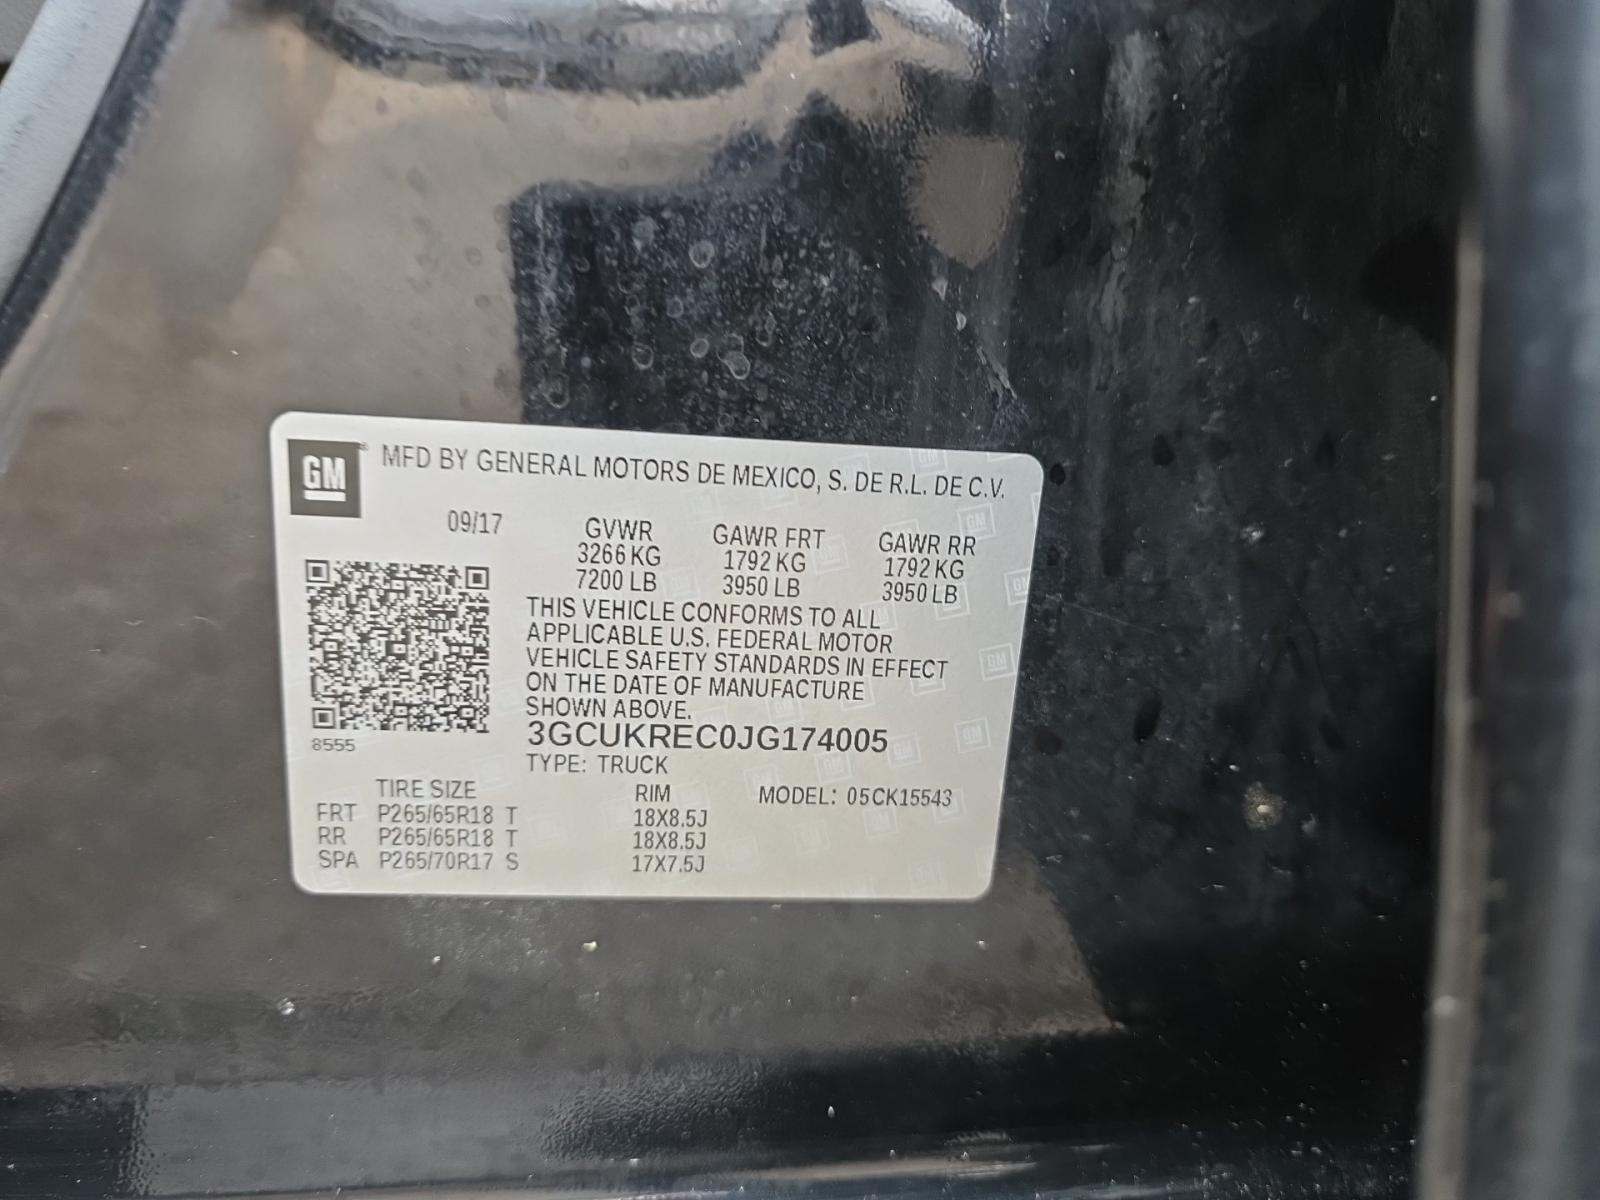 GM
MFD BY GENERAL MOTORS DE MEXICO, S. DE R.L. DE C.V.
09/17
GVWR GAWR FRT GAWR RR
3266 KG 1792 KG 1792 KG
7200 LB 3950 LB 3950 LB
THIS VEHICLE CONFORMS TO ALL
APPLICABLE U.S. FEDERAL MOTOR
VEHICLE SAFETY STANDARDS IN EFFECT
ON THE DATE OF MANUFACTURE
SHOWN ABOVE.
3GCUKREC0JG174005
8555
TYPE: TRUCK
TIRE SIZE RIM MODEL: 05CK15543
FRT P265/65R18 T 18X8.5J
RR P265/65R18 T 18X8.5J
SPA P265/70R17 S 17X7.5J